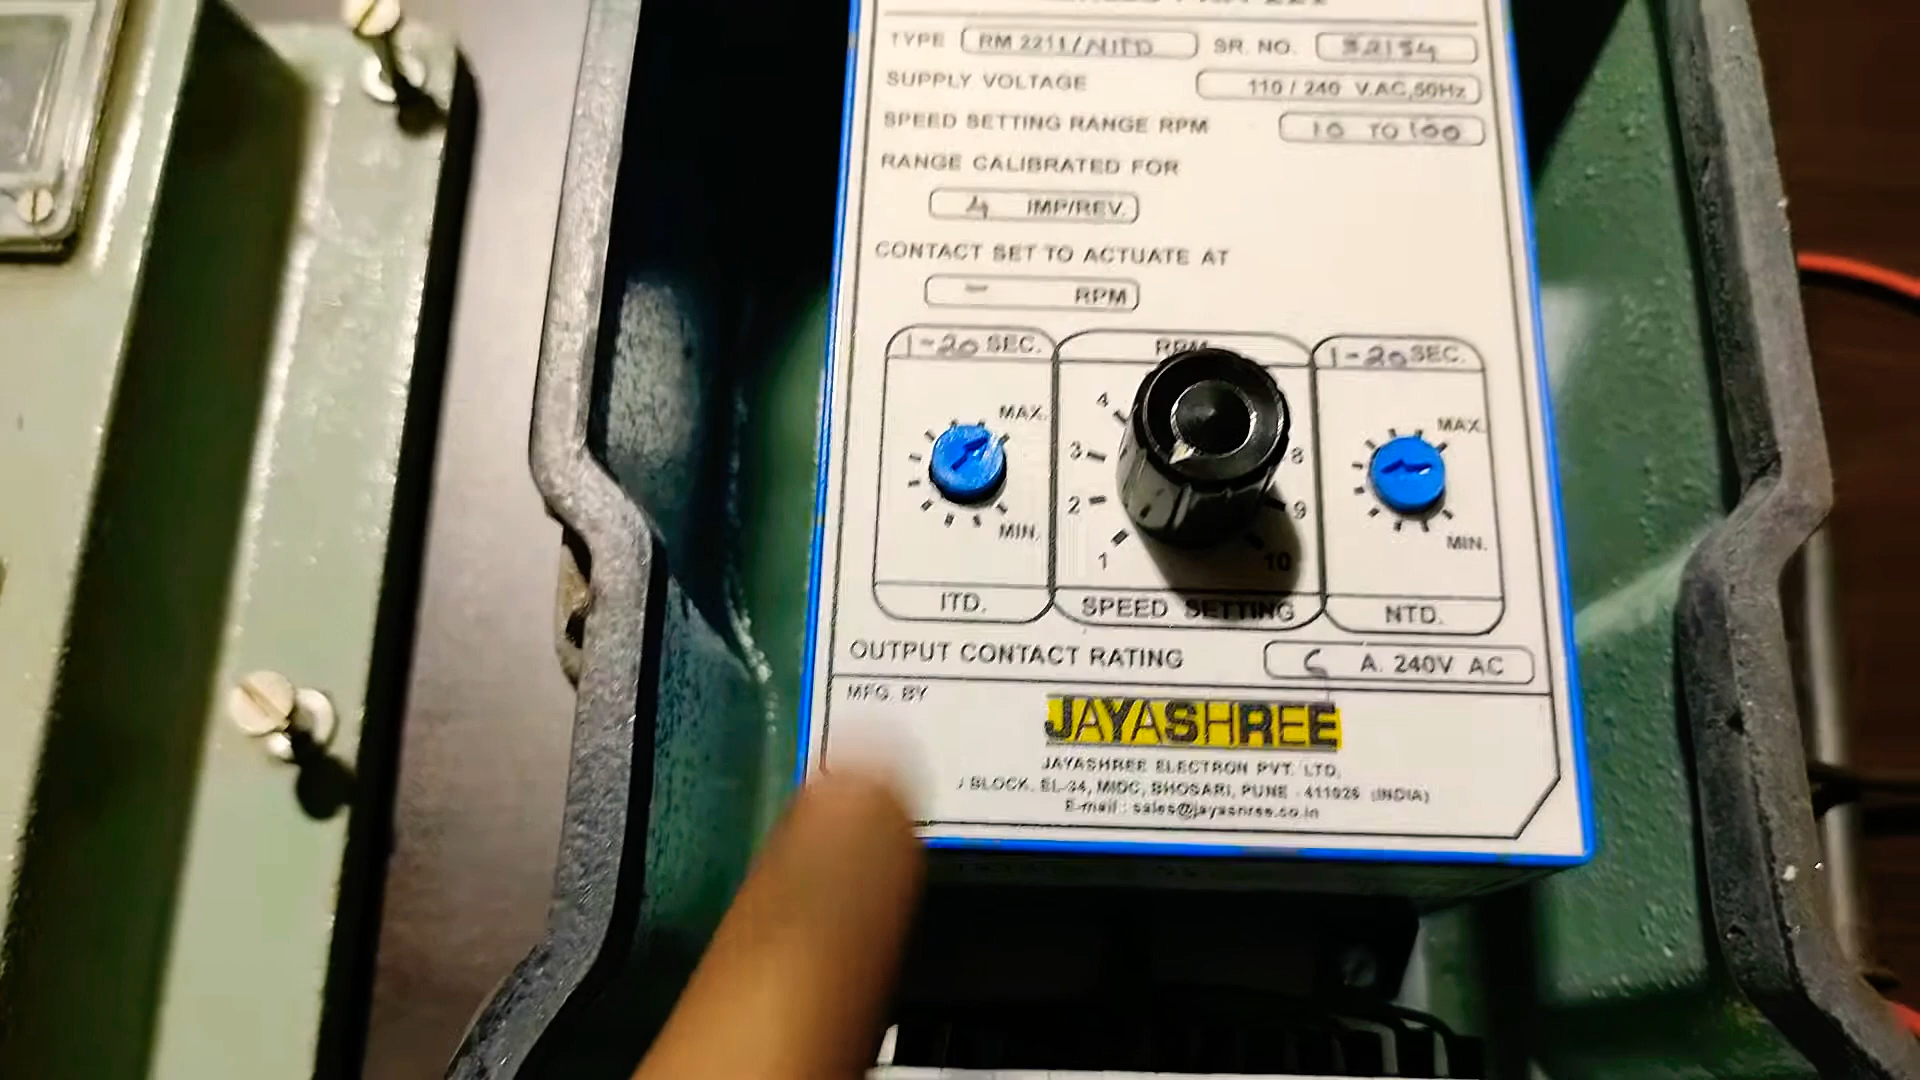 TYPE RM 2211/NITD SR. NO. 52154
SUPPLY VOLTAGE 110 / 240 V.AC,50Hz
SPEED SETTING RANGE RPM 10 TO 100
RANGE CALIBRATED FOR
4 IMP/REV.
CONTACT SET TO ACTUATE AT
- RPM
1-20 SEC. RPM 1-20 SEC.
MAX. 4 MAX.
3 8
2 9
MIN. 1 10 MIN.
ITD. SPEED SETTING NTD.
OUTPUT CONTACT RATING A. 240V AC
MFG. BY
JAYASHREE
JAYASHREE ELECTRON PVT. LTD.
J BLOCK. EL-34, MIDC, BHOSARI, PUNE - 411026 (INDIA)
E-mail : sales@jayashree.co.in